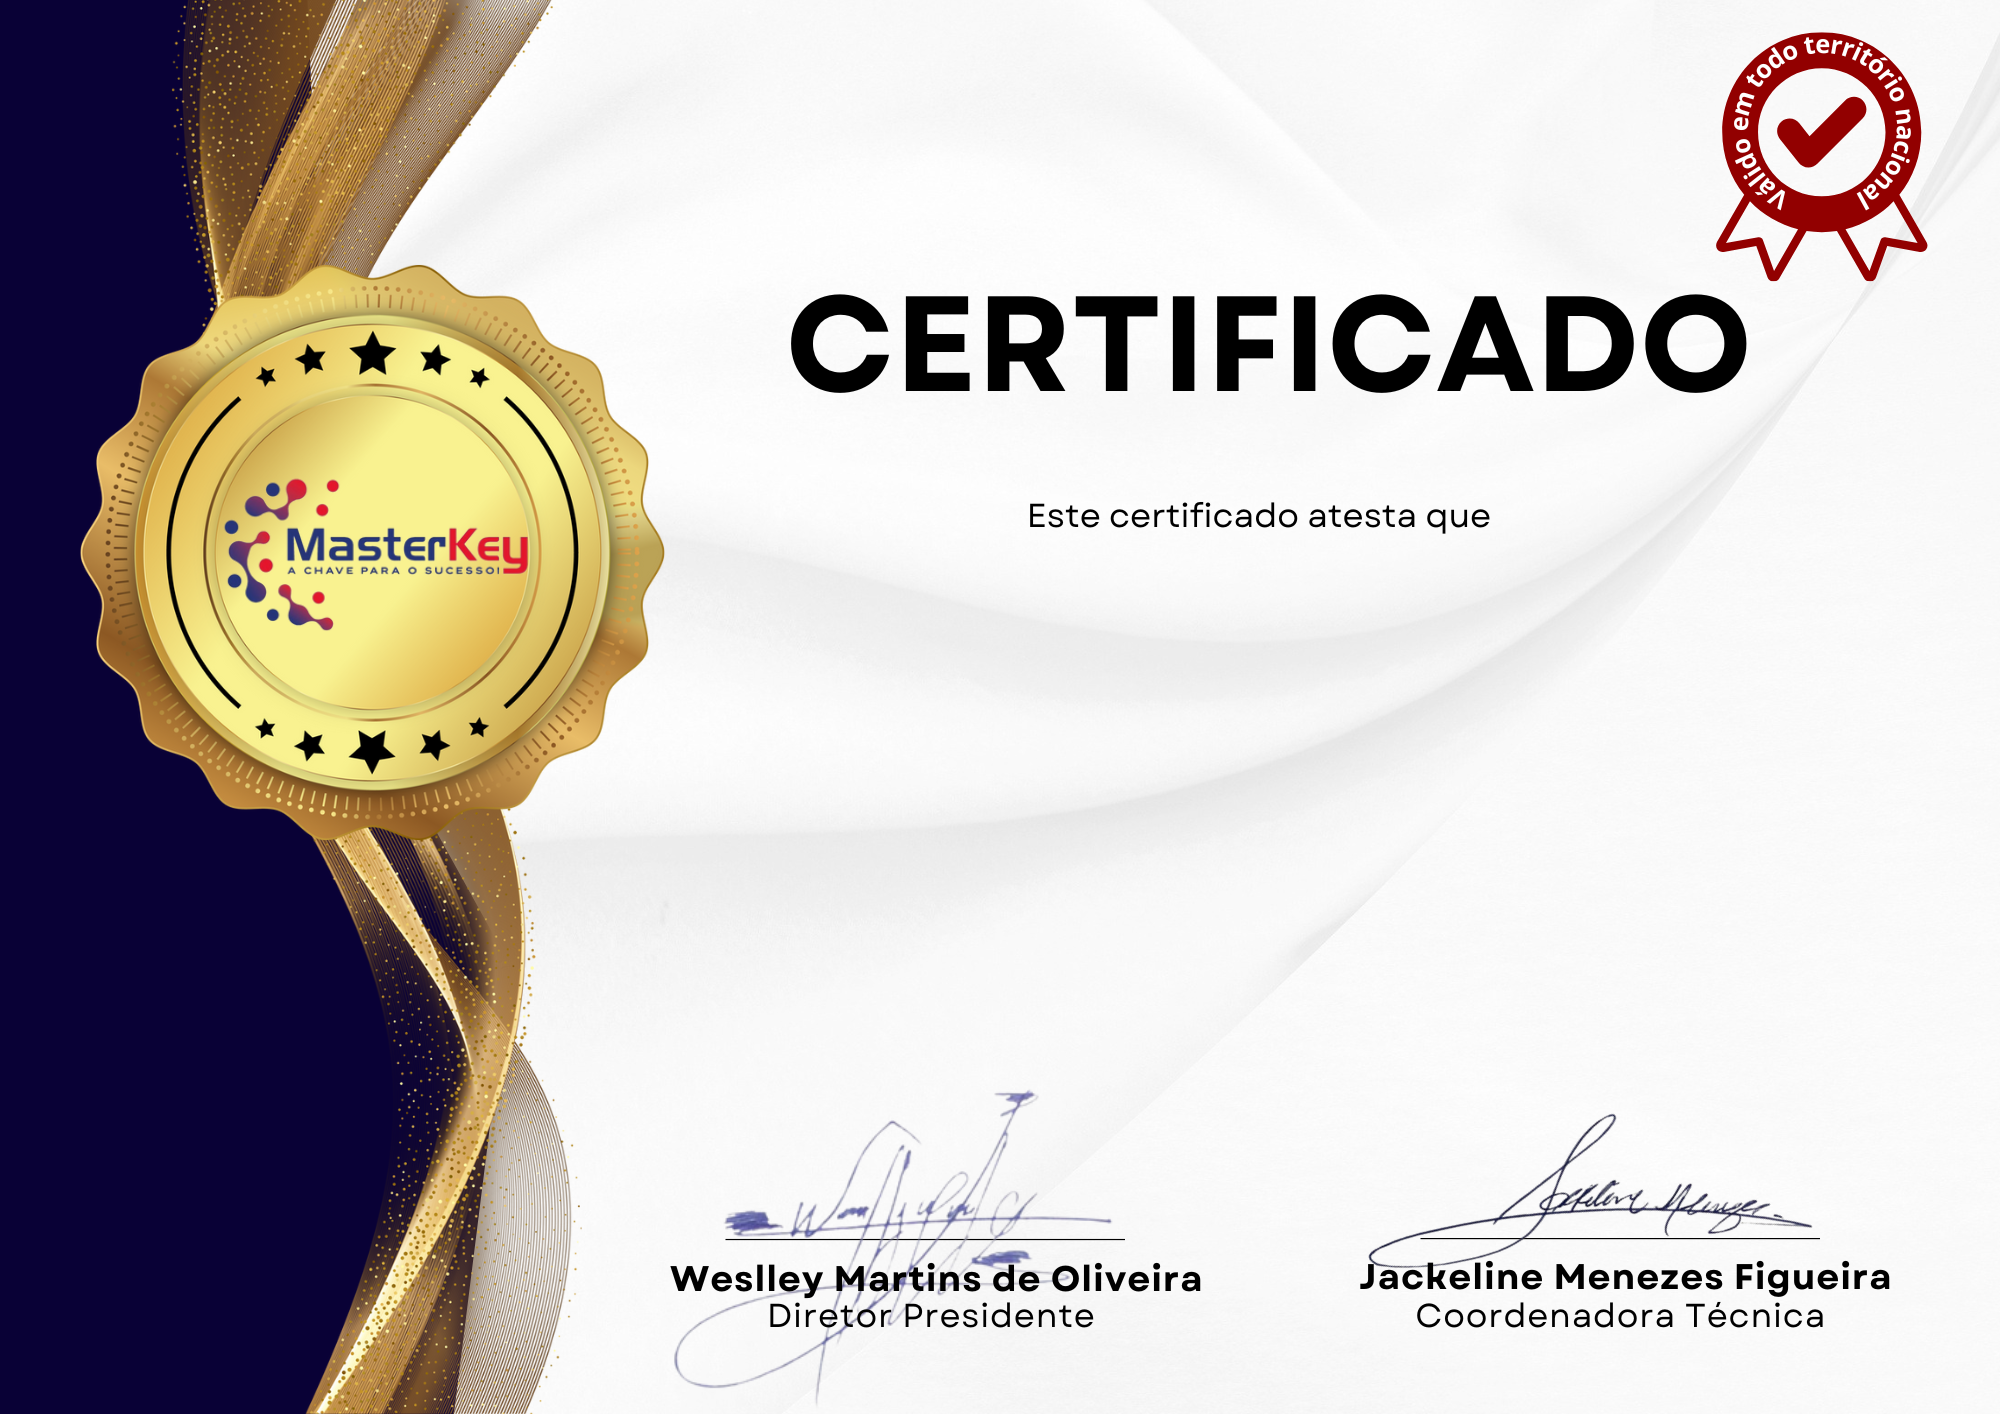 Válido em todo território nacional
CERTIFICADO
Este certificado atesta que
MasterKey
A CHAVE PARA O SUCESSO!
Weslley Martins de Oliveira
Diretor Presidente
Jackeline Menezes Figueira
Coordenadora Técnica